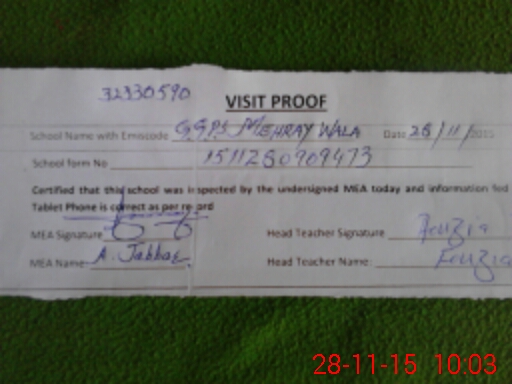 32330590
VISIT PROOF
School Name with Emiscode GGPS MEHRAY WALA Date 28/11/2015
School form No 1511280909473
Certified that this school was inspected by the undersigned MEA today and information fed
Tablet Phone is correct as per record
MEA Signature Head Teacher Signature Fouzia
MEA Name: A. Jabbar Head Teacher Name: Fouzia
28-11-15 10:03